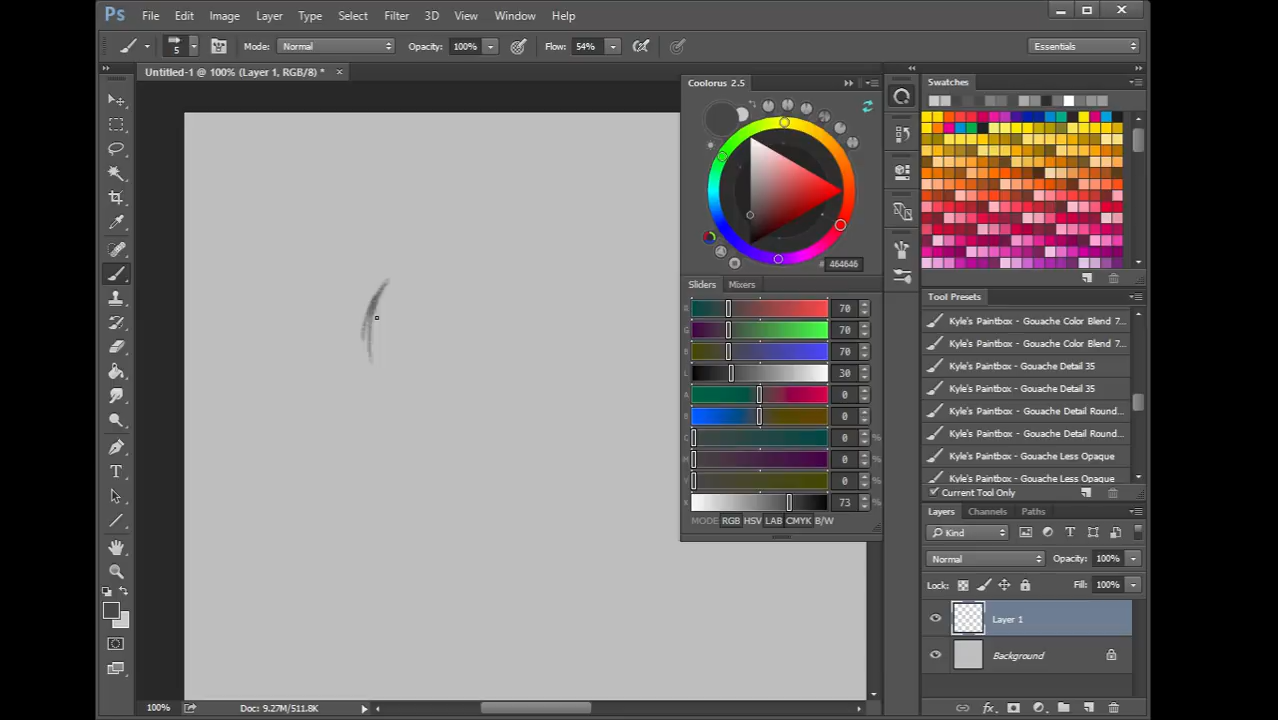 Ps File Edit Image Layer Type Select Filter 3D View Window Help
5 Mode: Normal Opacity: 100% Flow: 54% Essentials
Untitled-1 @ 100% (Layer 1, RGB/8) *
Coolorus 2.5
# 464646
Sliders Mixers
R 70
G 70
B 70
L 30
A 0
B 0
C 0 %
M 0 %
Y 0 %
K 73 %
MODE RGB HSV LAB CMYK B/W
Swatches
Tool Presets
Kyle's Paintbox - Gouache Color Blend 7...
Kyle's Paintbox - Gouache Color Blend 7...
Kyle's Paintbox - Gouache Detail 35
Kyle's Paintbox - Gouache Detail 35
Kyle's Paintbox - Gouache Detail Round...
Kyle's Paintbox - Gouache Detail Round...
Kyle's Paintbox - Gouache Less Opaque
Kyle's Paintbox - Gouache Less Opaque
Current Tool Only
Layers Channels Paths
Kind
Normal Opacity: 100%
Lock: Fill: 100%
Layer 1
Background
100% Doc: 9.27M/511.8K